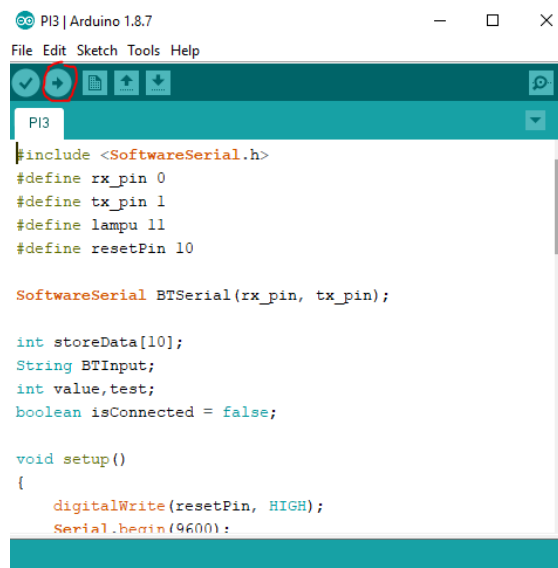 PI3 | Arduino 1.8.7
File Edit Sketch Tools Help
PI3
#include <SoftwareSerial.h>
#define rx_pin 0
#define tx_pin 1
#define lampu 11
#define resetPin 10
SoftwareSerial BTSerial(rx_pin, tx_pin);
int storeData[10];
String BTInput;
int value,test;
boolean isConnected = false;
void setup()
{
digitalWrite(resetPin, HIGH);
Serial.begin(9600);